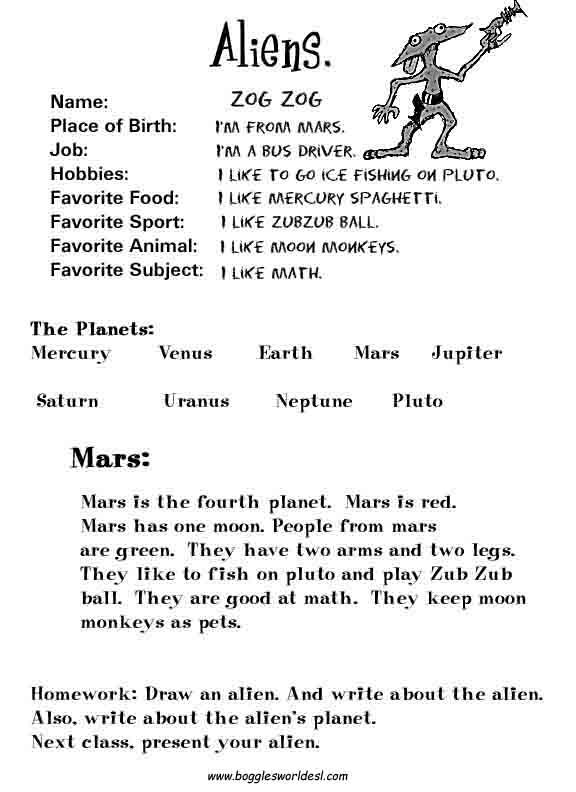 Aliens.
Name: ZOG ZOG
Place of Birth: I'M FROM MARS.
Job: I'M A BUS DRIVER.
Hobbies: I LIKE TO GO ICE FISHING ON PLUTO.
Favorite Food: I LIKE MERCURY SPAGHETTI.
Favorite Sport: I LIKE ZUBZUB BALL.
Favorite Animal: I LIKE MOON MONKEYS.
Favorite Subject: I LIKE MATH.
The Planets:
Mercury Venus Earth Mars Jupiter
Saturn Uranus Neptune Pluto
Mars:
Mars is the fourth planet. Mars is red.
Mars has one moon. People from mars
are green. They have two arms and two legs.
They like to fish on pluto and play Zub Zub
ball. They are good at math. They keep moon
monkeys as pets.
Homework: Draw an alien. And write about the alien.
Also, write about the alien's planet.
Next class, present your alien.
www.bogglesworldesl.com